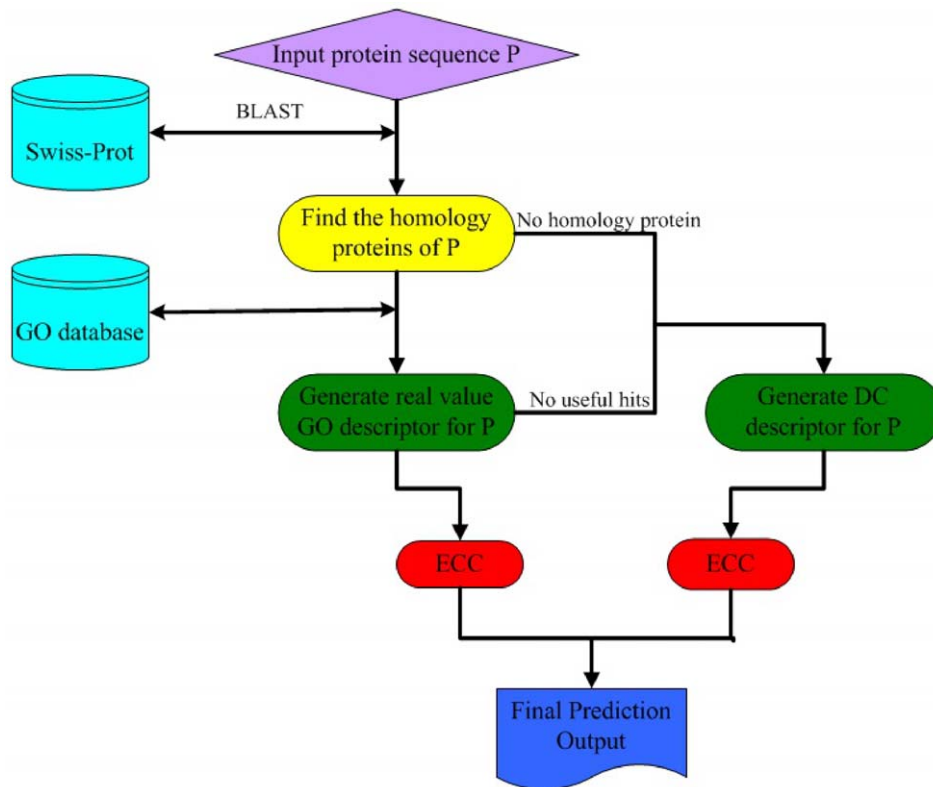 Input protein sequence P
BLAST
Swiss-Prot
Find the homology
proteins of P
No homology protein
GO database
Generate real value
GO descriptor for P
No useful hits
Generate DC
descriptor for P
ECC
ECC
Final Prediction
Output